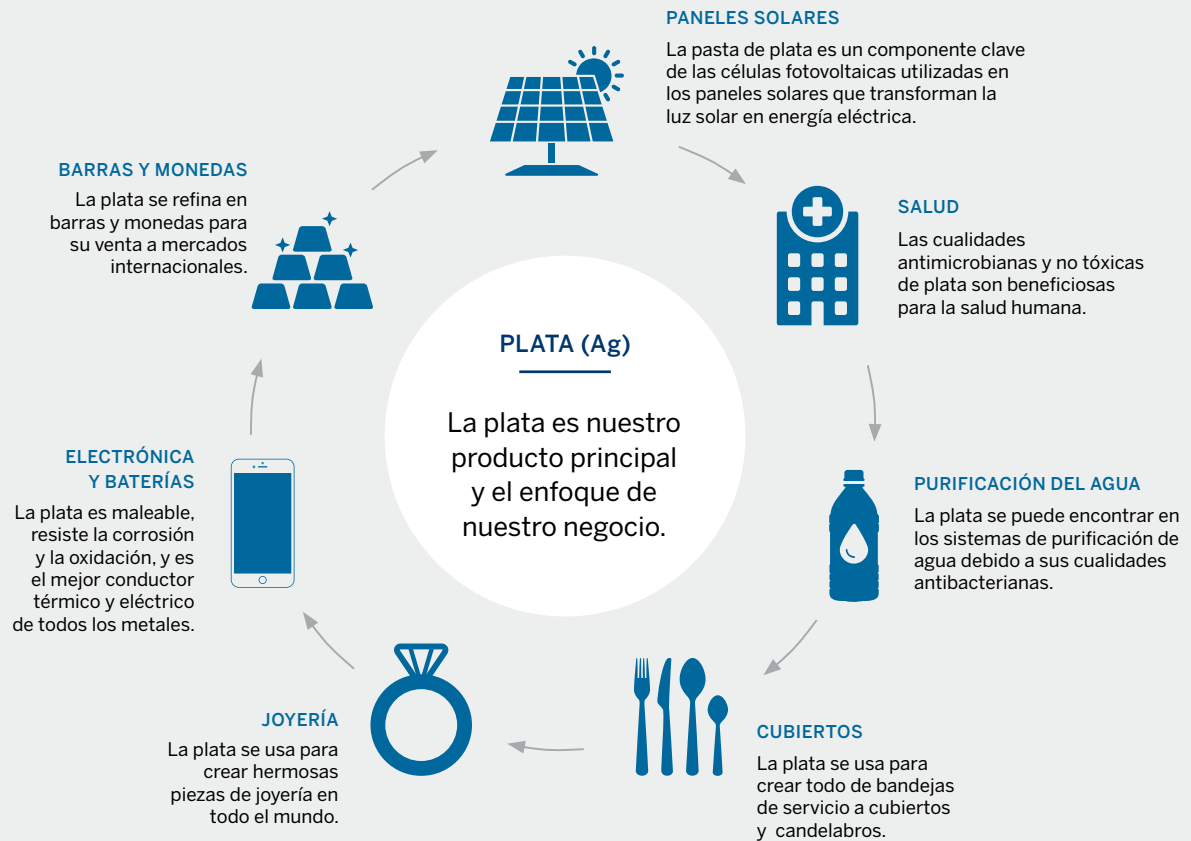 PANELES SOLARES
La pasta de plata es un componente clave
de las células fotovoltaicas utilizadas en
los paneles solares que transforman la
luz solar en energía eléctrica.
SALUD
Las cualidades
antimicrobianas y no tóxicas
de plata son beneficiosas
para la salud humana.
PURIFICACIÓN DEL AGUA
La plata se puede encontrar en
los sistemas de purificación de
agua debido a sus cualidades
antibacterianas.
CUBIERTOS
La plata se usa para
crear todo de bandejas
de servicio a cubiertos
y candelabros.
JOYERÍA
La plata se usa para
crear hermosas
piezas de joyería en
todo el mundo.
ELECTRÓNICA
Y BATERÍAS
La plata es maleable,
resiste la corrosión
y la oxidación, y es
el mejor conductor
térmico y eléctrico
de todos los metales.
BARRAS Y MONEDAS
La plata se refina en
barras y monedas para
su venta a mercados
internacionales.
PLATA (Ag)
La plata es nuestro
producto principal
y el enfoque de
nuestro negocio.